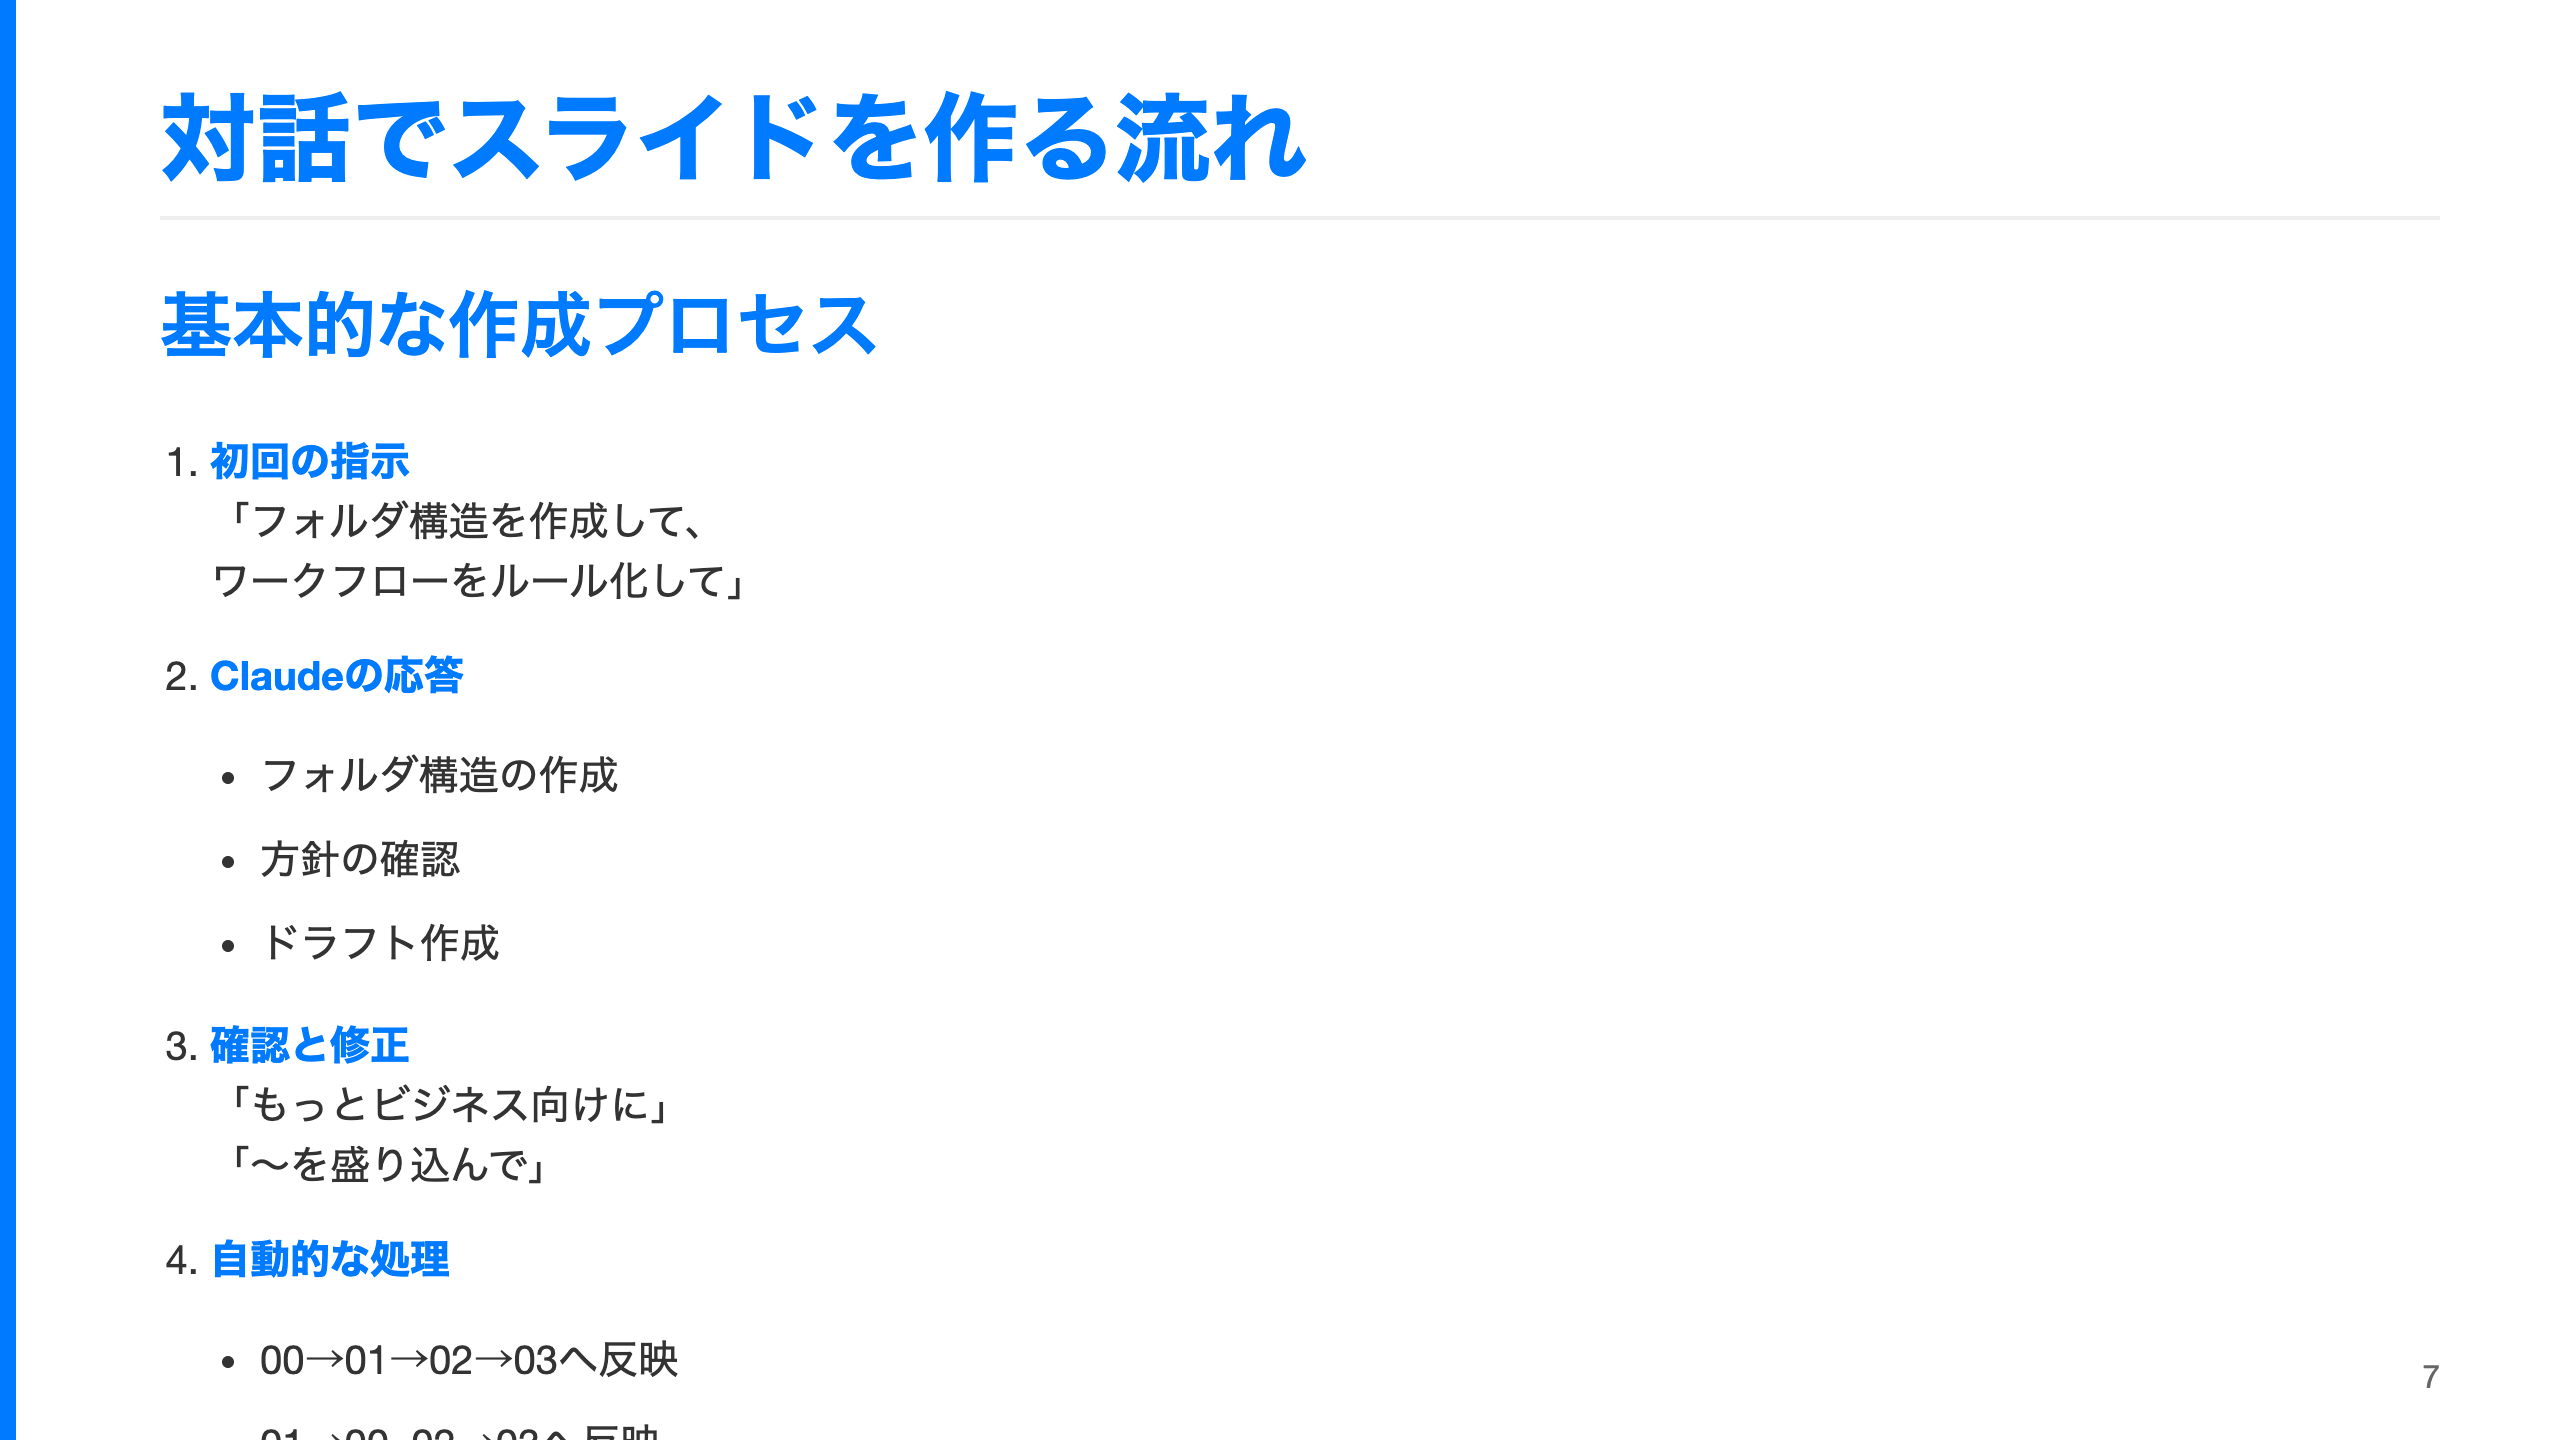 対話でスライドを作る流れ
基本的な作成プロセス
1. 初回の指示
「フォルダ構造を作成して、
ワークフローをルール化して」
2. Claudeの応答
• フォルダ構造の作成
• 方針の確認
• ドラフト作成
3. 確認と修正
「もっとビジネス向けに」
「〜を盛り込んで」
4. 自動的な処理
• 00→01→02→03へ反映
7